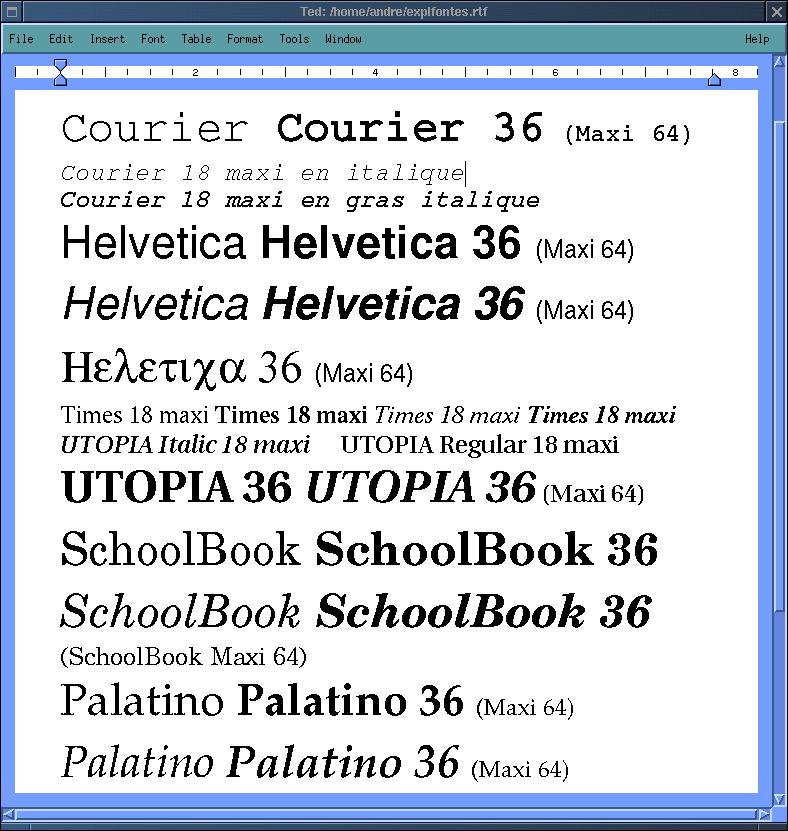 Ted: /home/andre/explfontes.rtf
File Edit Insert Font Table Format Tools Window Help
2 4 6 8
Courier Courier 36 (Maxi 64)
Courier 18 maxi en italique
Courier 18 maxi en gras italique
Helvetica Helvetica 36 (Maxi 64)
Helvetica Helvetica 36 (Maxi 64)
Ηελετιχα 36 (Maxi 64)
Times 18 maxi Times 18 maxi Times 18 maxi Times 18 maxi
UTOPIA Italic 18 maxi UTOPIA Regular 18 maxi
UTOPIA 36 UTOPIA 36 (Maxi 64)
SchoolBook SchoolBook 36
SchoolBook SchoolBook 36
(SchoolBook Maxi 64)
Palatino Palatino 36 (Maxi 64)
Palatino Palatino 36 (Maxi 64)